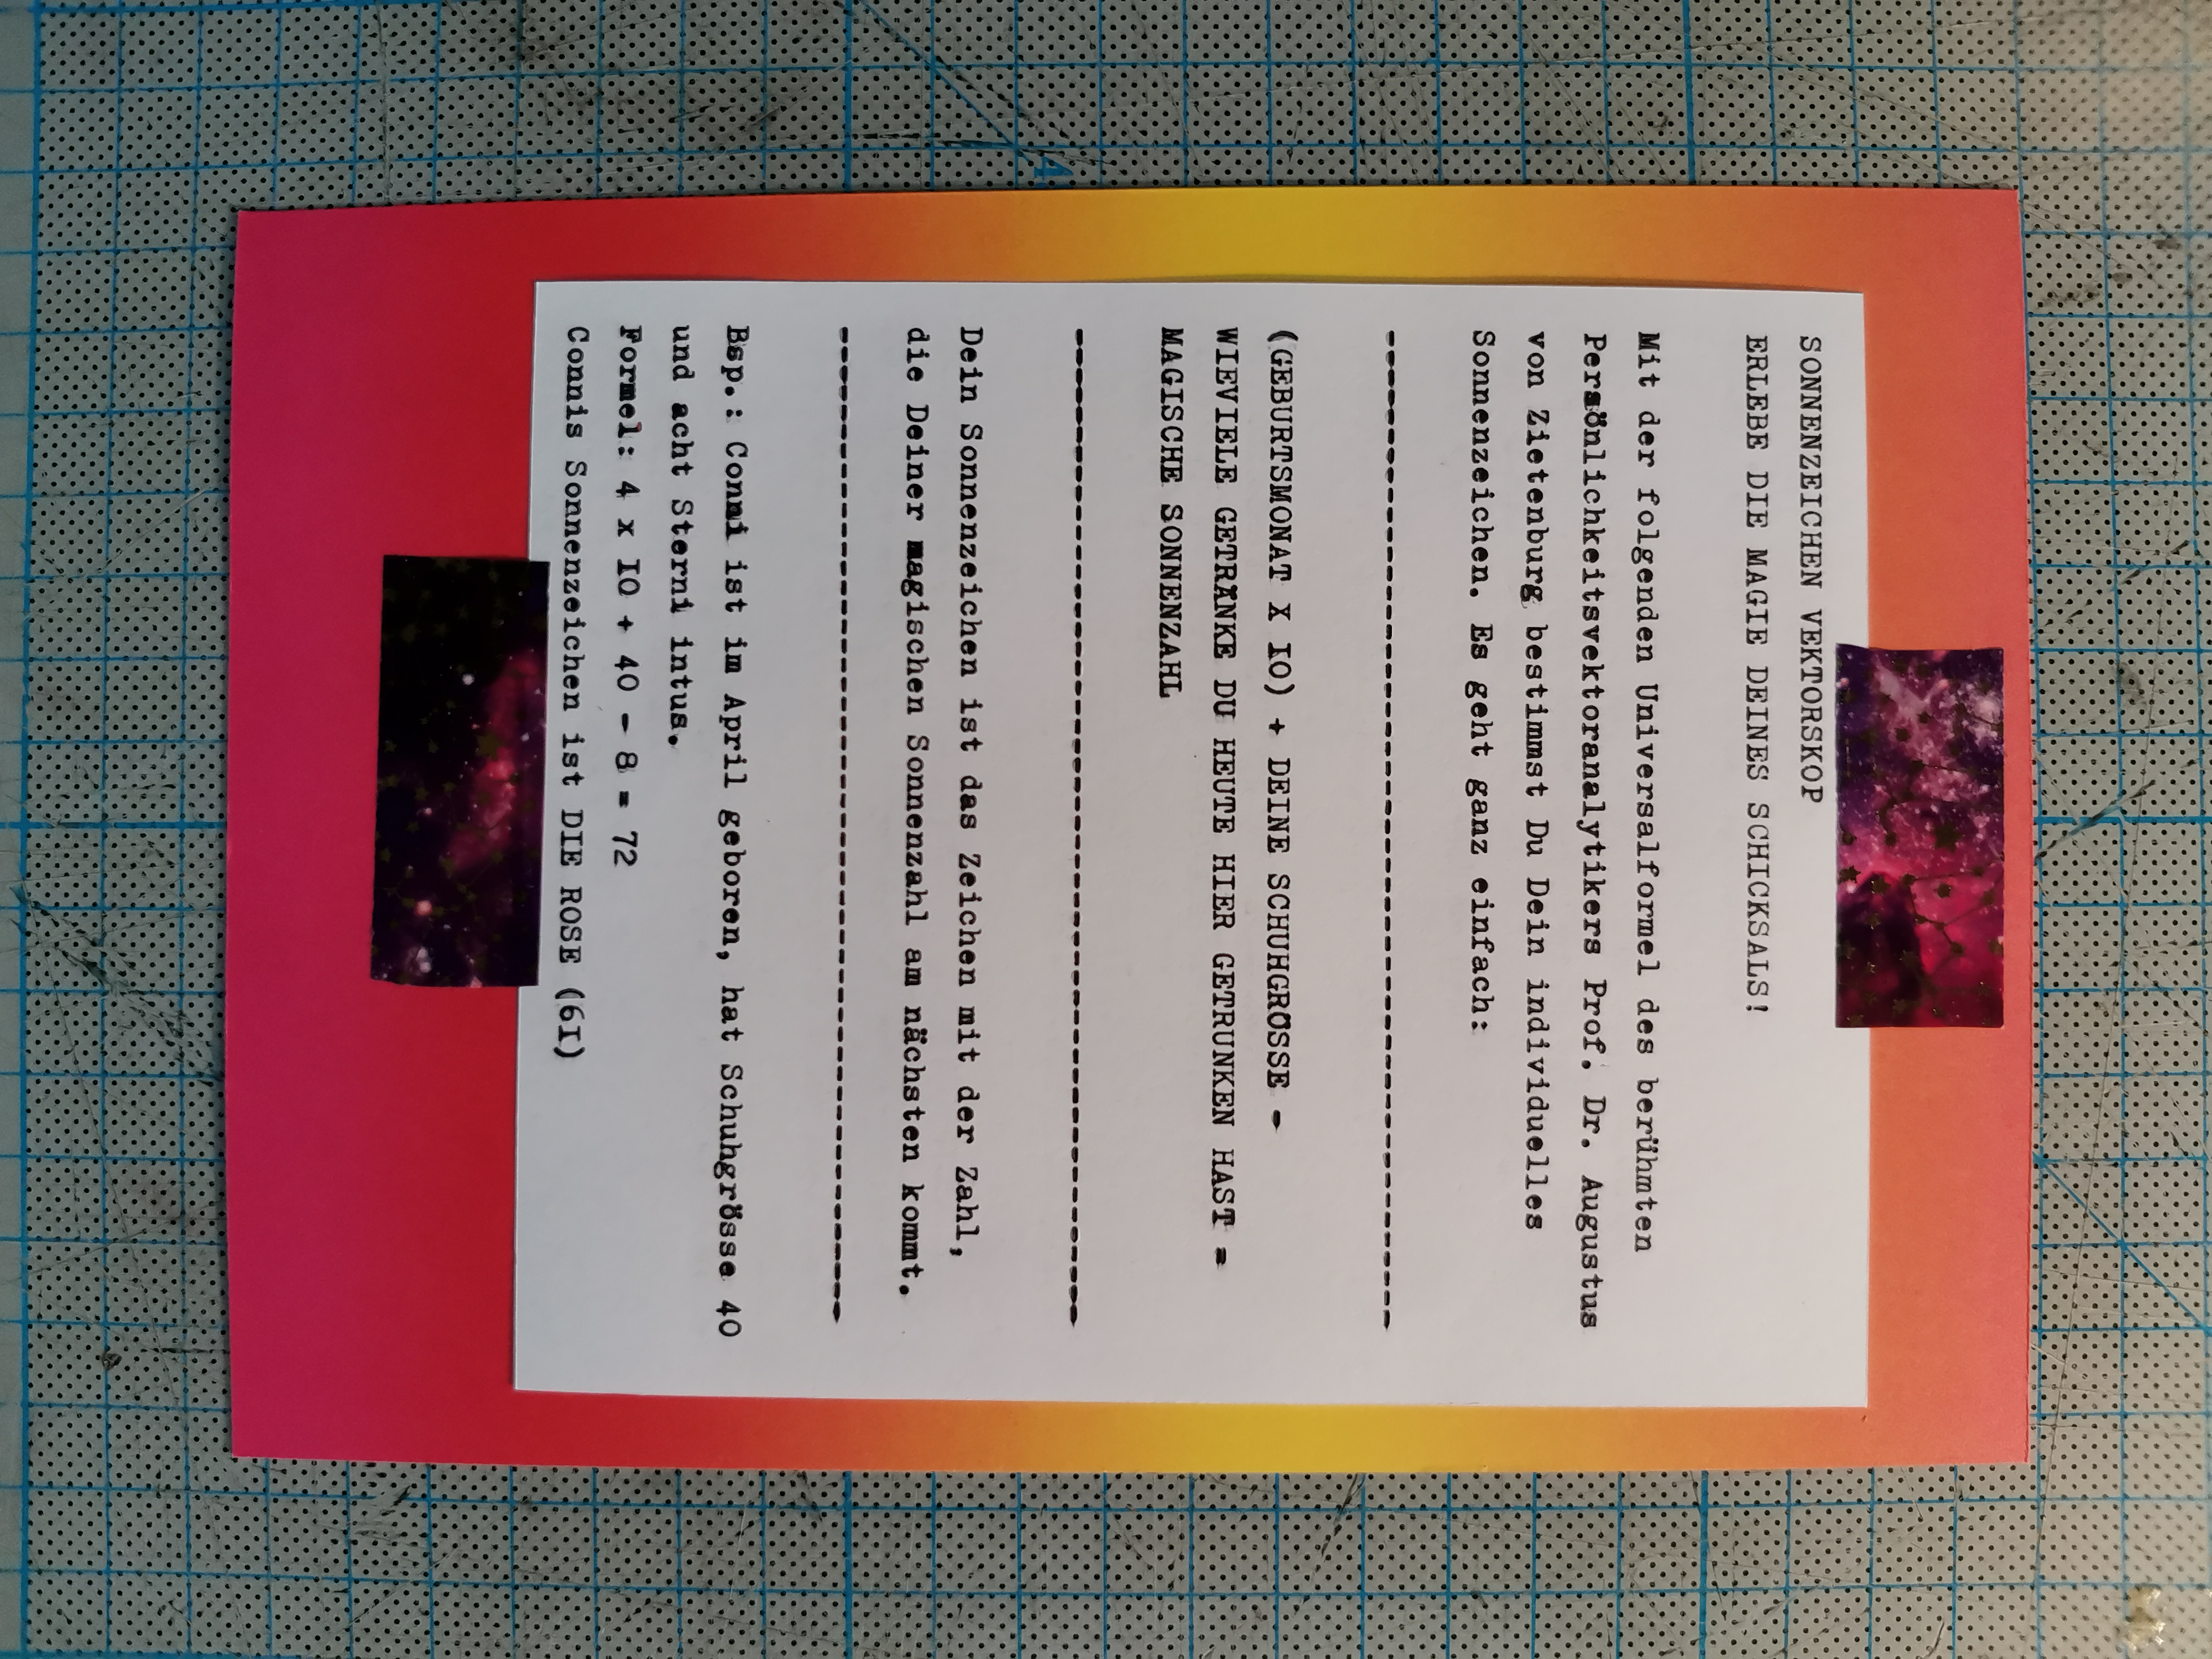 SONNENZEICHEN VEKTORSKOP
ERLEBE DIE MAGIE DEINES SCHICKSALS!
Mit der folgenden Universalformel des berühmten
Persönlichkeitsvektoranalytikers Prof. Dr. Augustus
von Zietenburg bestimmst Du Dein individuelles
Sonnenzeichen. Es geht ganz einfach:
---------------------------------------------------
(GEBURTSMONAT X IO) + DEINE SCHUHGRÖSSE -
WIEVIELE GETRÄNKE DU HEUTE HIER GETRUNKEN HAST =
MAGISCHE SONNENZAHL
---------------------------------------------------
Dein Sonnenzeichen ist das Zeichen mit der Zahl,
die Deiner magischen Sonnenzahl am nächsten kommt.
---------------------------------------------------
Bsp.: Conni ist im April geboren, hat Schuhgrösse 40
und acht Sterni intus.
Formel: 4 x IO + 40 - 8 = 72
Connis Sonnenzeichen ist DIE ROSE (6I)
4